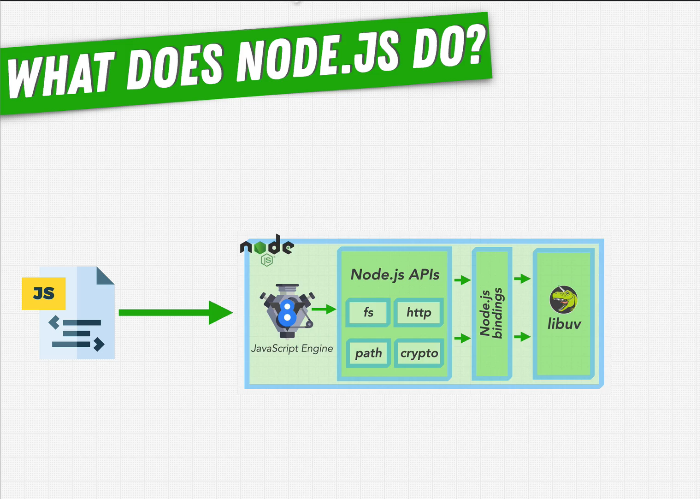 WHAT DOES NODE.JS DO?
node
JS
JS
8
JavaScript Engine
Node.js APIs
fs
http
path
crypto
Node.js
bindings
libuv